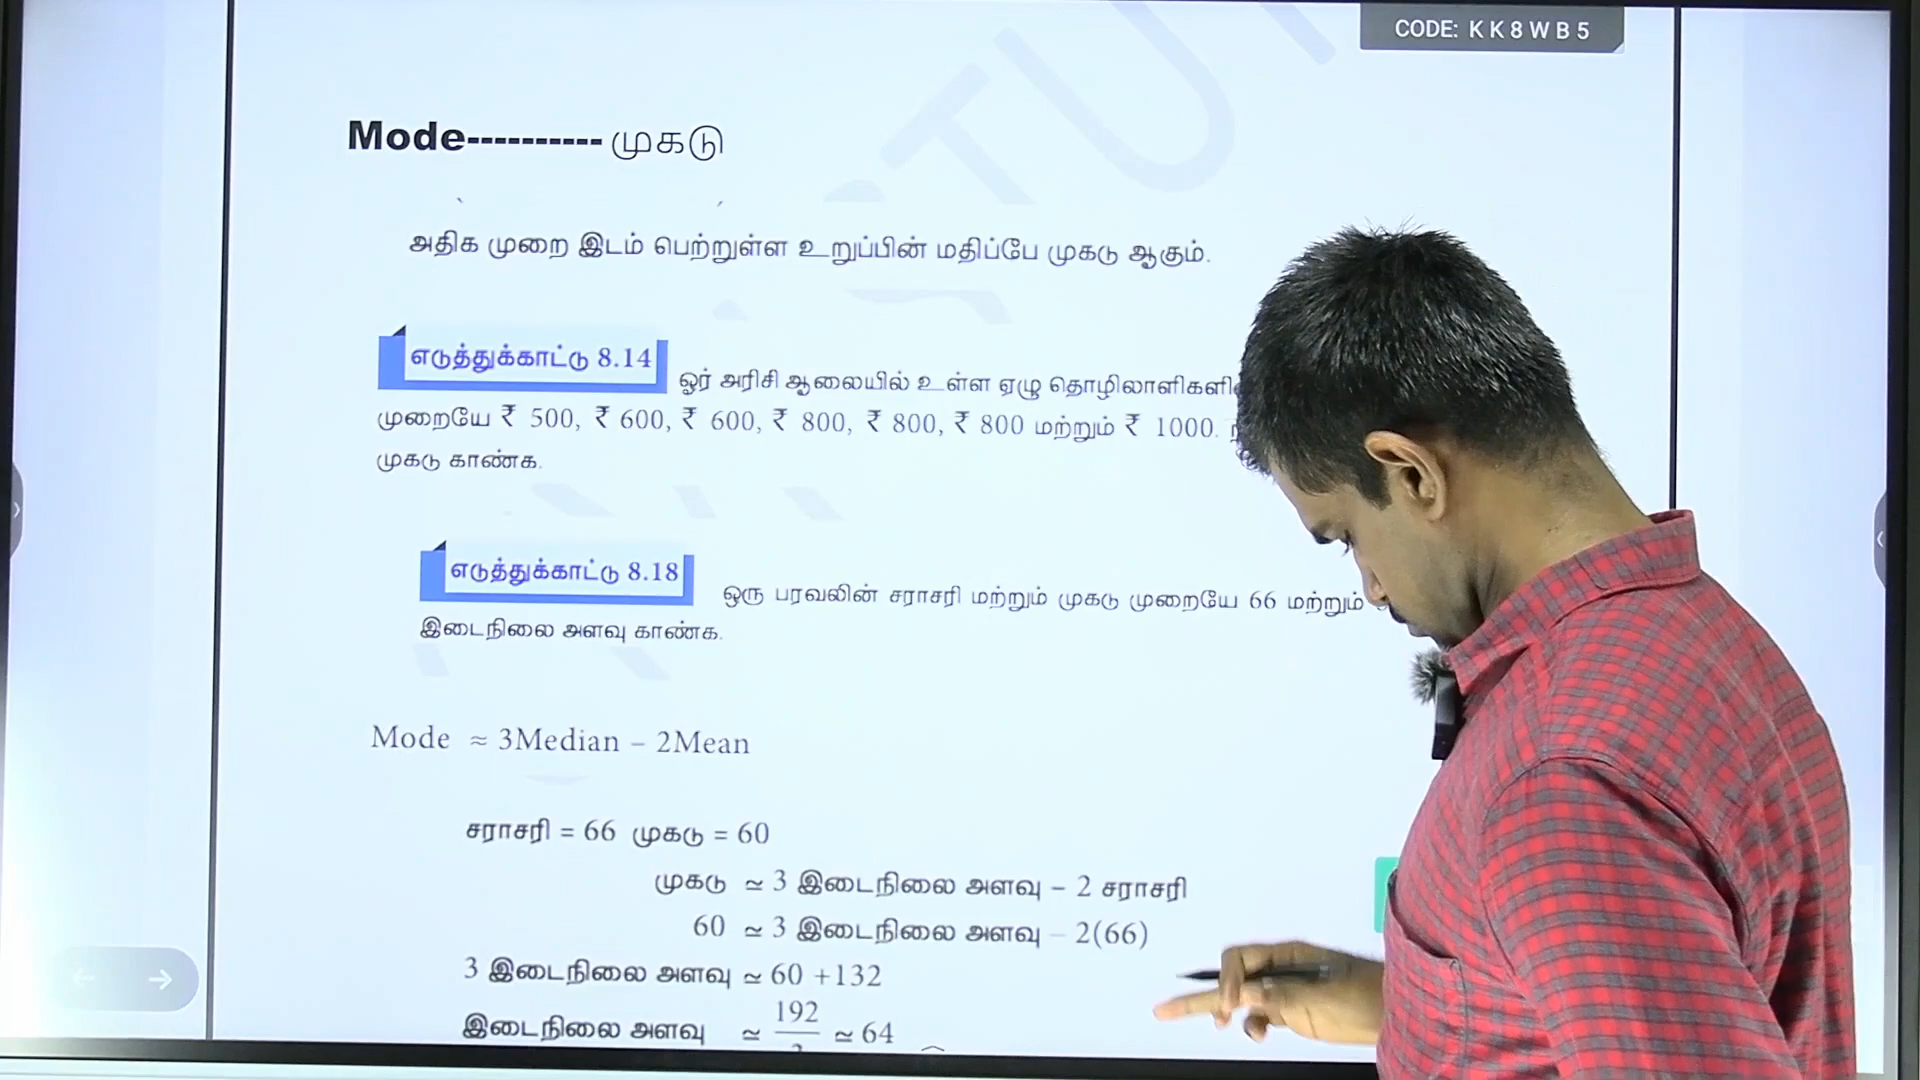 CODE: K K 8 W B 5
Mode---------- முகடு
அதிக முறை இடம் பெற்றுள்ள உறுப்பின் மதிப்பே முகடு ஆகும்.
எடுத்துக்காட்டு 8.14
ஓர் அரிசி ஆலையில் உள்ள ஏழு
முறையே ₹ 500, ₹ 600, ₹ 600, ₹ 800, ₹ 800, ₹ 800 மற்றும் ₹ 1000.
முகடு காண்க.
எடுத்துக்காட்டு 8.18
ஒரு பரவலின் சராசரி மற்றும் முகடு முறையே 66 மற்றும்
இடைநிலை அளவு காண்க.
Mode ≈ 3Median – 2Mean
சராசரி = 66 முகடு = 60
முகடு ≃ 3 இடைநிலை அளவு – 2 சராசரி
60 ≃ 3 இடைநிலை அளவு – 2(66)
3 இடைநிலை அளவு ≃ 60 +132
192
இடைநிலை அளவு ≃ ≃ 64